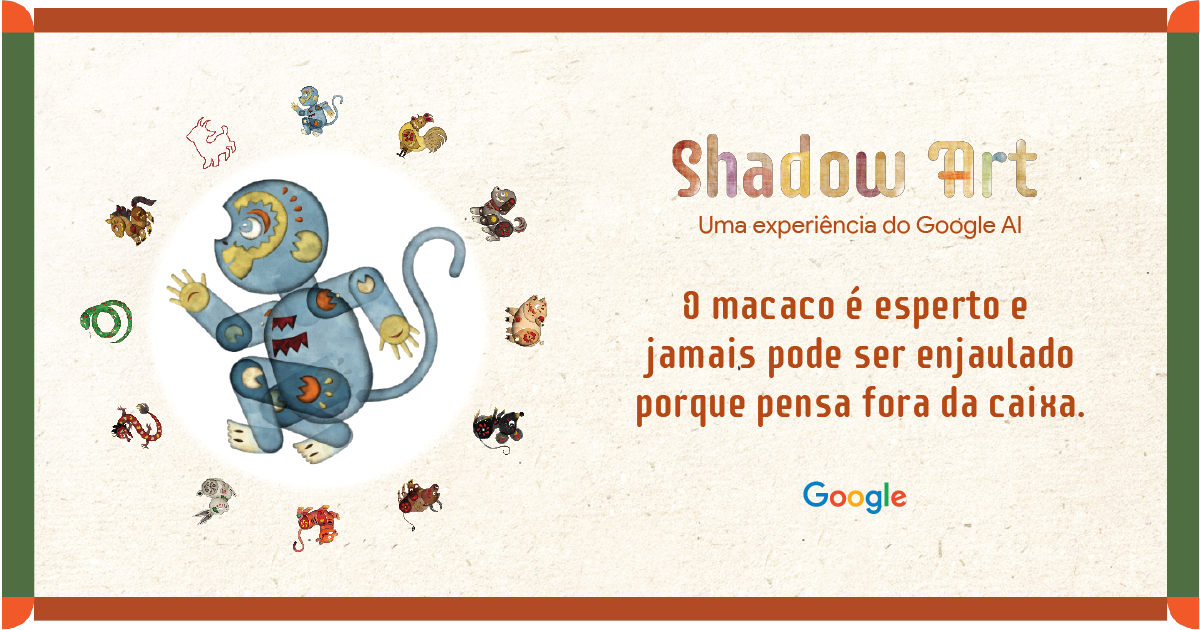 Shadow Art
Uma experiência do Google AI
O macaco é esperto e
jamais pode ser enjaulado
porque pensa fora da caixa.
Google